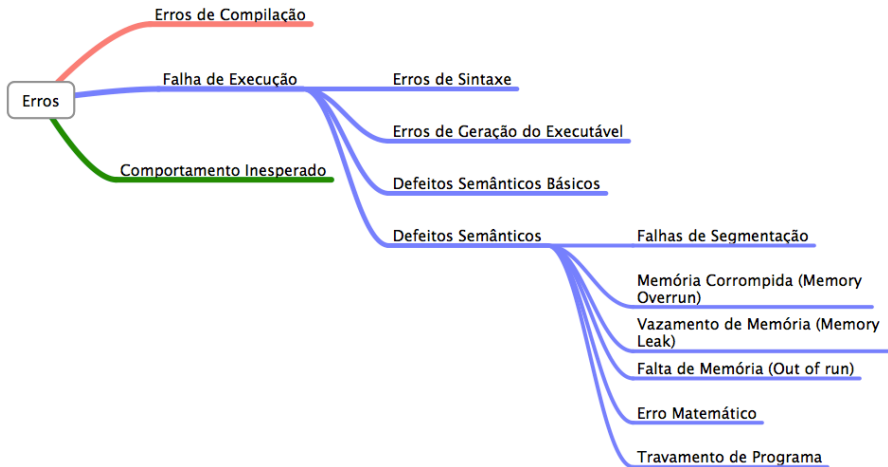 Erros
Erros de Compilação
Falha de Execução
Comportamento Inesperado
Erros de Sintaxe
Erros de Geração do Executável
Defeitos Semânticos Básicos
Defeitos Semânticos
Falhas de Segmentação
Memória Corrompida (Memory
Overrun)
Vazamento de Memória (Memory
Leak)
Falta de Memória (Out of run)
Erro Matemático
Travamento de Programa